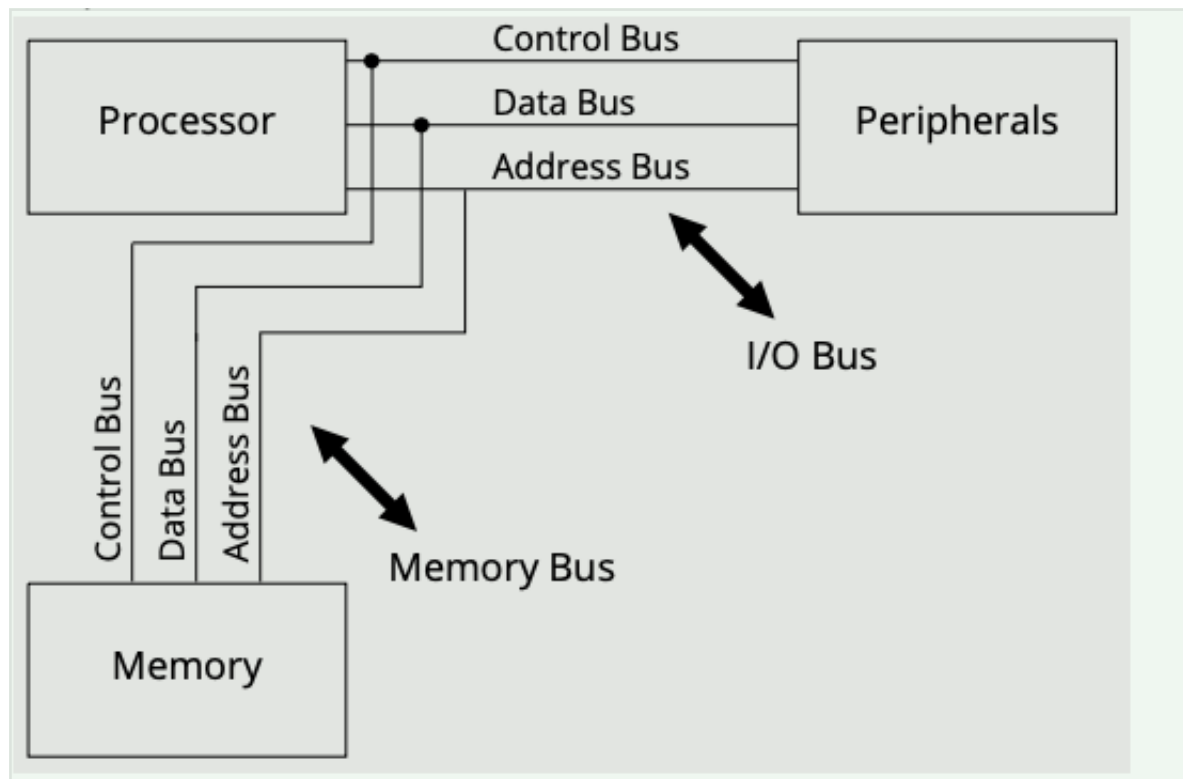 Control Bus
Processor
Data Bus
Peripherals
Address Bus
I/O Bus
Control Bus
Data Bus
Address Bus
Memory Bus
Memory